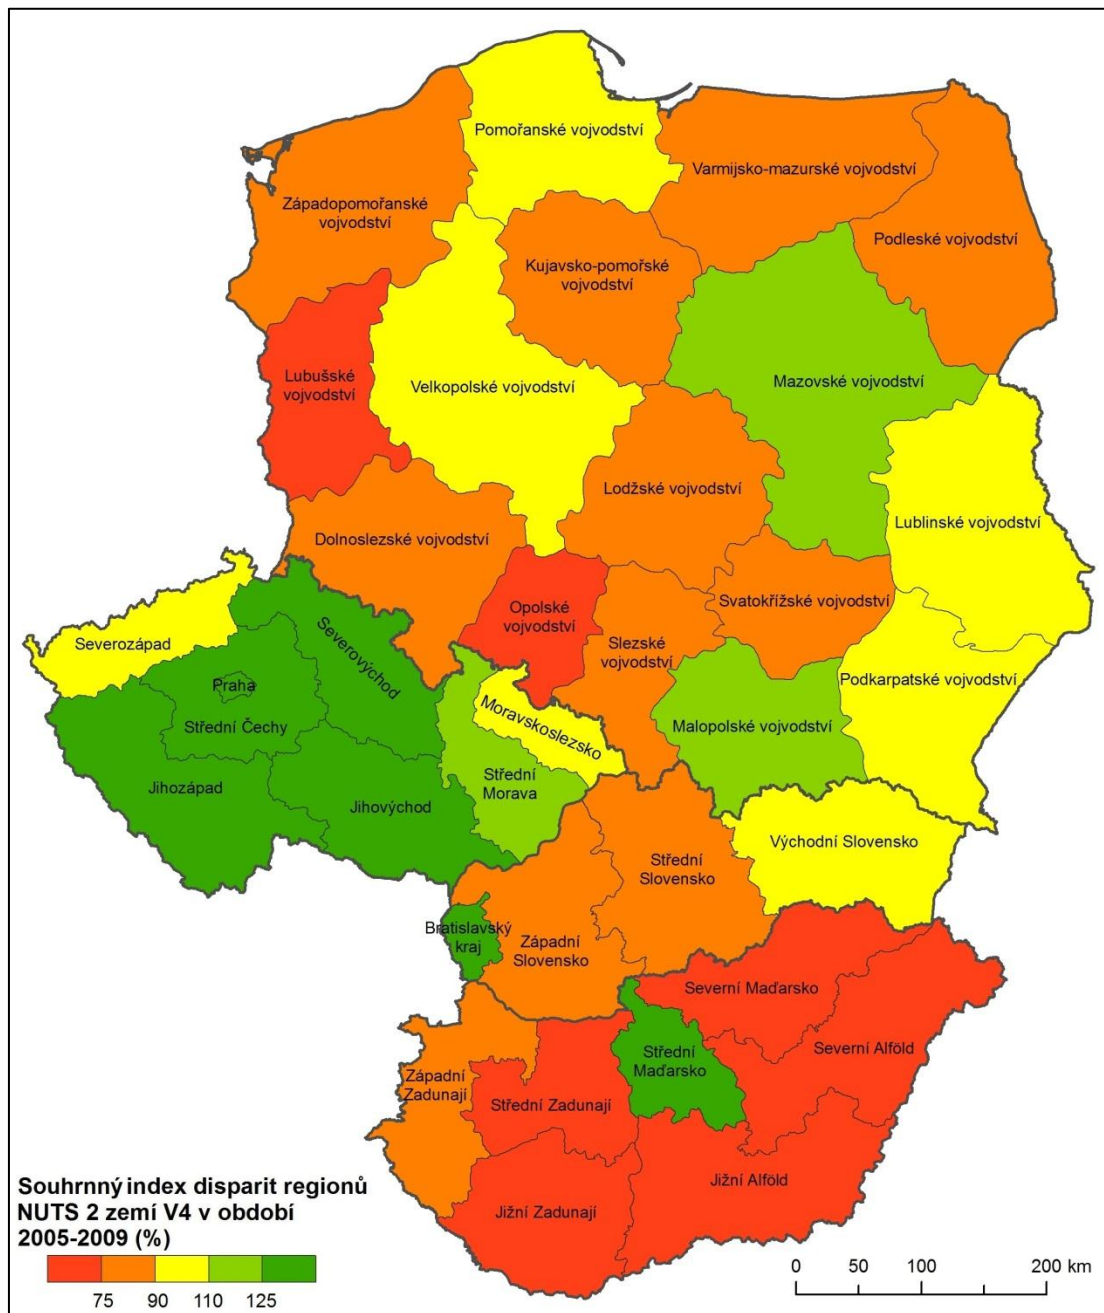 Pomořanské vojvodství
Varmijsko-mazurské vojvodství
Západopomořanské
vojvodství
Podleské vojvodství
Kujavsko-pomořské
vojvodství
Lubušské
vojvodství
Velkopolské vojvodství
Mazovské vojvodství
Lodžské vojvodství
Lublinské vojvodství
Dolnoslezské vojvodství
Opolské
vojvodství
Svatokřížské vojvodství
Slezské
vojvodství
Severozápad
Severovýchod
Praha
Střední Čechy
Moravskoslezsko
Podkarpatské vojvodství
Malopolské vojvodství
Jihozápad
Jihovýchod
Střední
Morava
Východní Slovensko
Střední
Slovensko
Bratislavský
kraj
Západní
Slovensko
Severní Maďarsko
Severní Alföld
Střední
Maďarsko
Západní
Zadunají
Střední Zadunají
Jižní Alföld
Jižní Zadunají
Souhrnný index disparit regionů
NUTS 2 zemí V4 v období
2005-2009 (%)
75 90 110 125
0 50 100 200 km